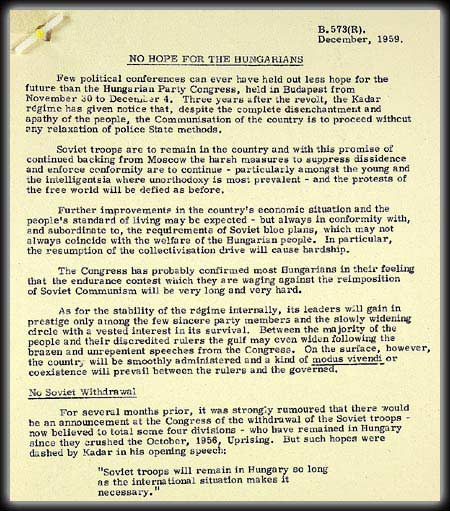 B.573(R).
December, 1959.
NO HOPE FOR THE HUNGARIANS
Few political conferences can ever have held out less hope for the
future than the Hungarian Party Congress, held in Budapest from
November 30 to December 4. Three years after the revolt, the Kadar
régime has given notice that, despite the complete disenchantment and
apathy of the people, the Communisation of the country is to proceed without
any relaxation of police State methods.
Soviet troops are to remain in the country and with this promise of
continued backing from Moscow the harsh measures to suppress dissidence
and enforce conformity are to continue - particularly amongst the young and
the intelligentsia where unorthodoxy is most prevalent - and the protests of
the free world will be defied as before.
Further improvements in the country's economic situation and the
people's standard of living may be expected - but always in conformity with,
and subordinate to, the requirements of Soviet bloc plans, which may not
always coincide with the welfare of the Hungarian people. In particular,
the resumption of the collectivisation drive will cause hardship.
The Congress has probably confirmed most Hungarians in their feeling
that the endurance contest which they are waging against the reimposition
of Soviet Communism will be very long and very hard.
As for the stability of the régime internally, its leaders will gain in
prestige only among the few sincere party members and the slowly widening
circle with a vested interest in its survival. Between the majority of the
people and their discredited rulers the gulf may even widen following the
brazen and unrepentent speeches from the Congress. On the surface, however,
the country will be smoothly administered and a kind of modus vivendi or
coexistence will prevail between the rulers and the governed.
No Soviet Withdrawal
For several months prior, it was strongly rumoured that there would
be an announcement at the Congress of the withdrawal of the Soviet troops -
now believed to total some four divisions - who have remained in Hungary
since they crushed the October, 1956, Uprising. But such hopes were
dashed by Kadar in his opening speech:
"Soviet troops will remain in Hungary so long
as the international situation makes it
necessary."